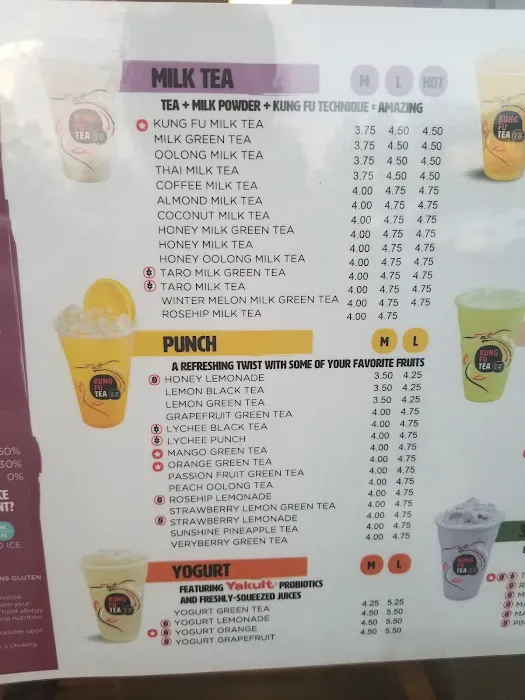 MILK TEA M L HOT
TEA + MILK POWDER + KUNG FU TECHNIQUE = AMAZING
KUNG FU MILK TEA 3.75 4.50 4.50
MILK GREEN TEA 3.75 4.50 4.50
OOLONG MILK TEA 3.75 4.50 4.50
THAI MILK TEA 3.75 4.50 4.50
COFFEE MILK TEA 4.00 4.75 4.75
ALMOND MILK TEA 4.00 4.75 4.75
COCONUT MILK TEA 4.00 4.75 4.75
HONEY MILK GREEN TEA 4.00 4.75 4.75
HONEY MILK TEA 4.00 4.75 4.75
HONEY OOLONG MILK TEA 4.00 4.75 4.75
TARO MILK GREEN TEA 4.00 4.75 4.75
TARO MILK TEA 4.00 4.75 4.75
WINTER MELON MILK GREEN TEA 4.00 4.75 4.75
ROSEHIP MILK TEA 4.00 4.75
PUNCH M L
A REFRESHING TWIST WITH SOME OF YOUR FAVORITE FRUITS
HONEY LEMONADE 3.50 4.25
LEMON BLACK TEA 3.50 4.25
LEMON GREEN TEA 3.50 4.25
GRAPEFRUIT GREEN TEA 4.00 4.75
LYCHEE BLACK TEA 4.00 4.75
LYCHEE PUNCH 4.00 4.75
MANGO GREEN TEA 4.00 4.75
ORANGE GREEN TEA 4.00 4.75
PASSION FRUIT GREEN TEA 4.00 4.75
PEACH OOLONG TEA 4.00 4.75
ROSEHIP LEMONADE 4.00 4.75
STRAWBERRY LEMON GREEN TEA 4.00 4.75
STRAWBERRY LEMONADE 4.00 4.75
SUNSHINE PINEAPPLE TEA 4.00 4.75
VERYBERRY GREEN TEA 4.00 4.75
YOGURT M L
FEATURING Yakult PROBIOTICS
AND FRESHLY-SQUEEZED JUICES
YOGURT GREEN TEA 4.25 5.25
YOGURT LEMONADE 4.50 5.50
YOGURT ORANGE 4.50 5.50
YOGURT GRAPEFRUIT 4.50 5.50
KUNG
FU
TEA
KUNG
FU
TEA
KUNG
FU
TEA
KUNG
FU
TEA
KUNG
FU
TEA
KUNG
FU
TEA
30%
0%
ICE
GLUTEN
food allergy
choking